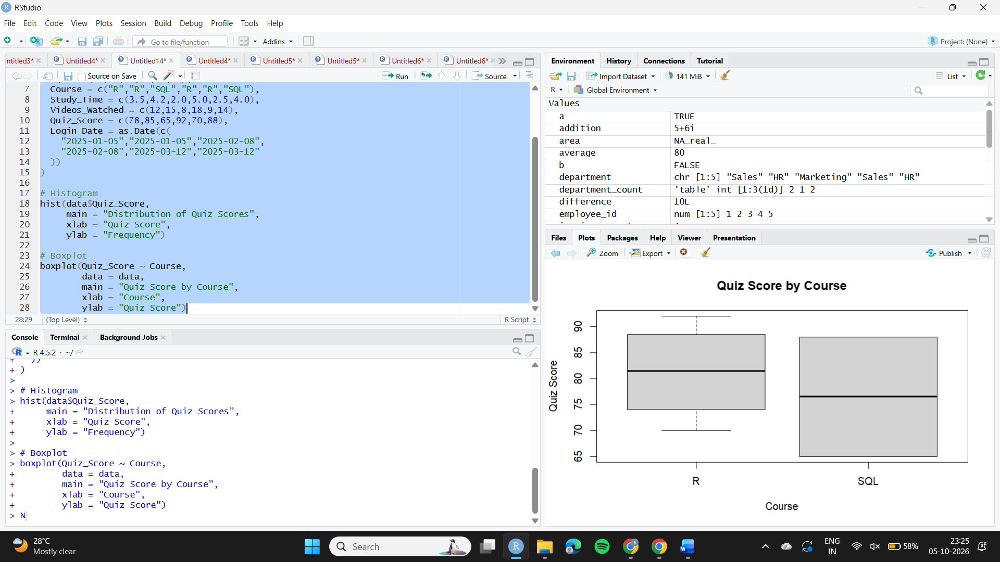 RStudio
File Edit Code View Plots Session Build Debug Profile Tools Help
Go to file/function Addins Project: (None)
ntitled3* Untitled4* Untitled14* Untitled4* Untitled5* Untitled5* Untitled6* Untitled6*
Source on Save Run Source
7 Course = c("R","R","SQL","R","R","SQL"),
8 Study_Time = c(3.5,4.2,2.0,5.0,2.5,4.0),
9 Videos_Watched = c(12,15,8,18,9,14),
10 Quiz_Score = c(78,85,65,92,70,88),
11 Login_Date = as.Date(c(
12 "2025-01-05","2025-01-05","2025-02-08",
13 "2025-02-08","2025-03-12","2025-03-12"
14 ))
15 )
16
17 # Histogram
18 hist(data$Quiz_Score,
19 main = "Distribution of Quiz Scores",
20 xlab = "Quiz Score",
21 ylab = "Frequency")
22
23 # Boxplot
24 boxplot(Quiz_Score ~ Course,
25 data = data,
26 main = "Quiz Score by Course",
27 xlab = "Course",
28 ylab = "Quiz Score")
28:29 (Top Level) R Script
Console Terminal Background Jobs
R 4.5.2 · ~/
+ ))
+ )
>
> # Histogram
> hist(data$Quiz_Score,
+ main = "Distribution of Quiz Scores",
+ xlab = "Quiz Score",
+ ylab = "Frequency")
>
> # Boxplot
> boxplot(Quiz_Score ~ Course,
+ data = data,
+ main = "Quiz Score by Course",
+ xlab = "Course",
+ ylab = "Quiz Score")
> N
Environment History Connections Tutorial
Import Dataset 141 MiB List
R Global Environment
Values
a TRUE
addition 5+6i
area NA_real_
average 80
b FALSE
department chr [1:5] "Sales" "HR" "Marketing" "Sales" "HR"
department_count 'table' int [1:3(1d)] 2 1 2
difference 10L
employee_id num [1:5] 1 2 3 4 5
Files Plots Packages Help Viewer Presentation
Zoom Export Publish
Quiz Score by Course
Quiz Score
90
85
80
75
70
65
R SQL
Course
28°C
Mostly clear
Search
ENG
IN
58%
23:25
05-10-2026